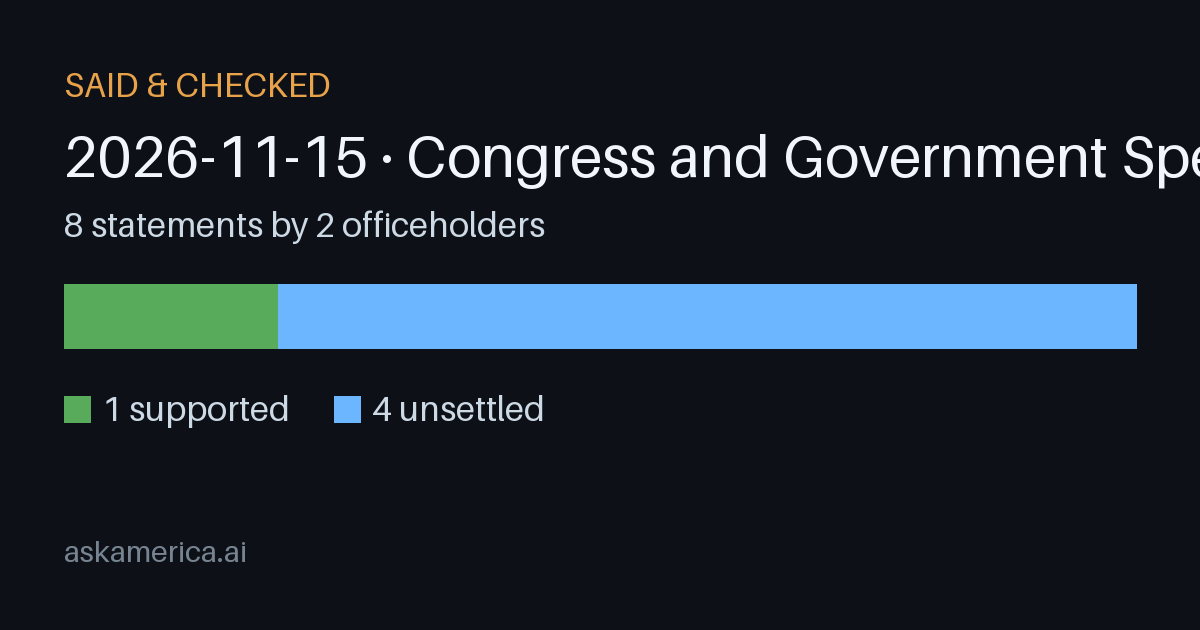 SAID & CHECKED
2026-11-15 · Congress and Government Spe
8 statements by 2 officeholders
1 supported
4 unsettled
askamerica.ai